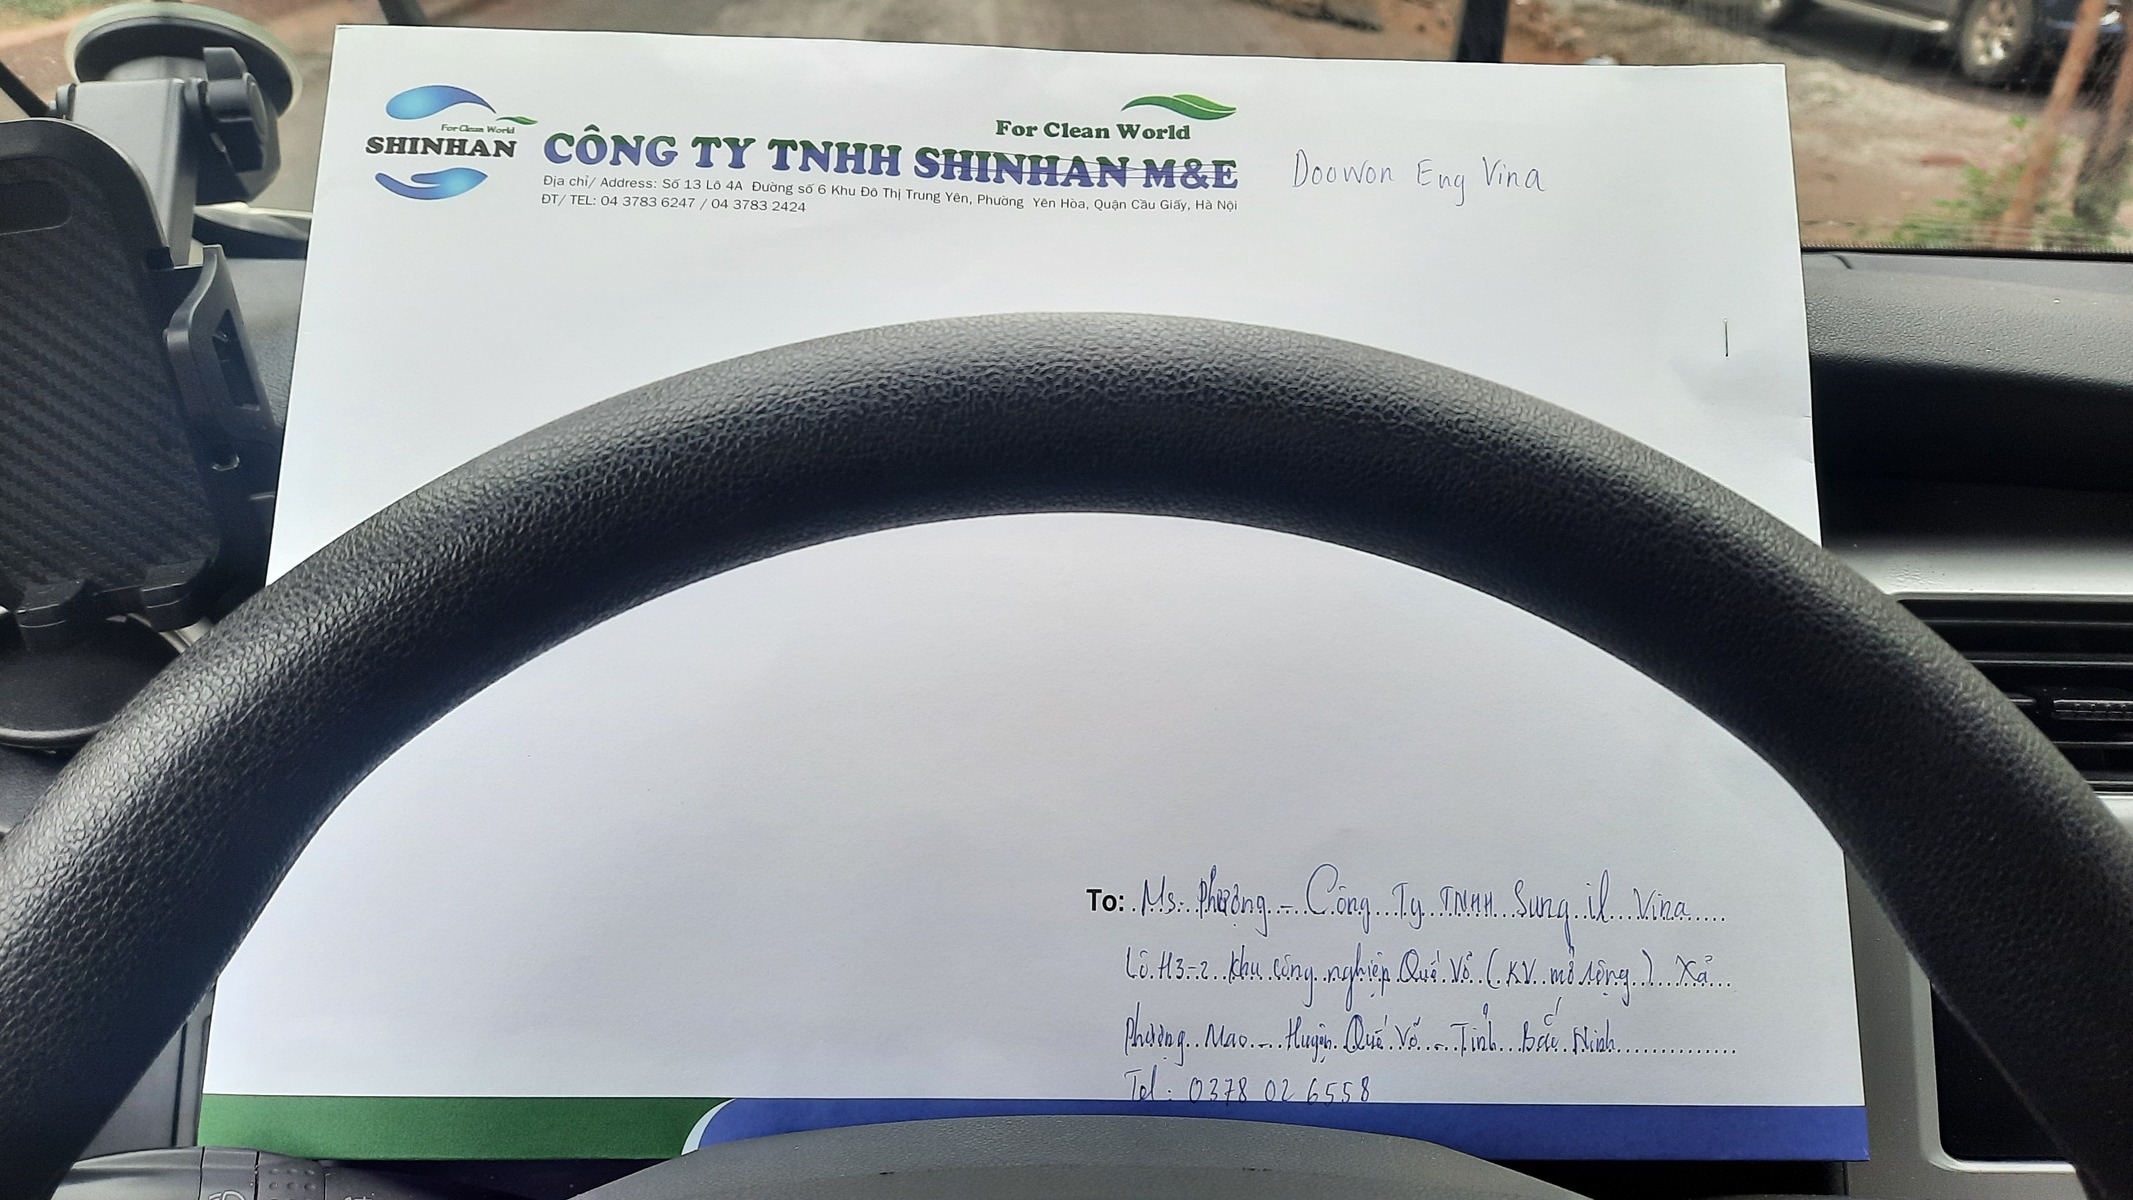 For Clean World
SHINHAN
For Clean World
CÔNG TY TNHH SHINHAN M&E
Doowon Eng Vina
Địa chỉ/ Address: Số 13 Lô 4A Đường số 6 Khu Đô Thị Trung Yên, Phường Yên Hòa, Quận Cầu Giấy, Hà Nội
ĐT/ TEL: 04 3783 6247 / 04 3783 2424
To: Ms. Phượng - Công Ty TNHH Sung il Vina
Lô H3-2 Khu công nghiệp Quế Võ (KV mở rộng) Xã
Phượng Mao - Huyện Quế Võ - Tỉnh Bắc Ninh
Tel: 0378 02 6558